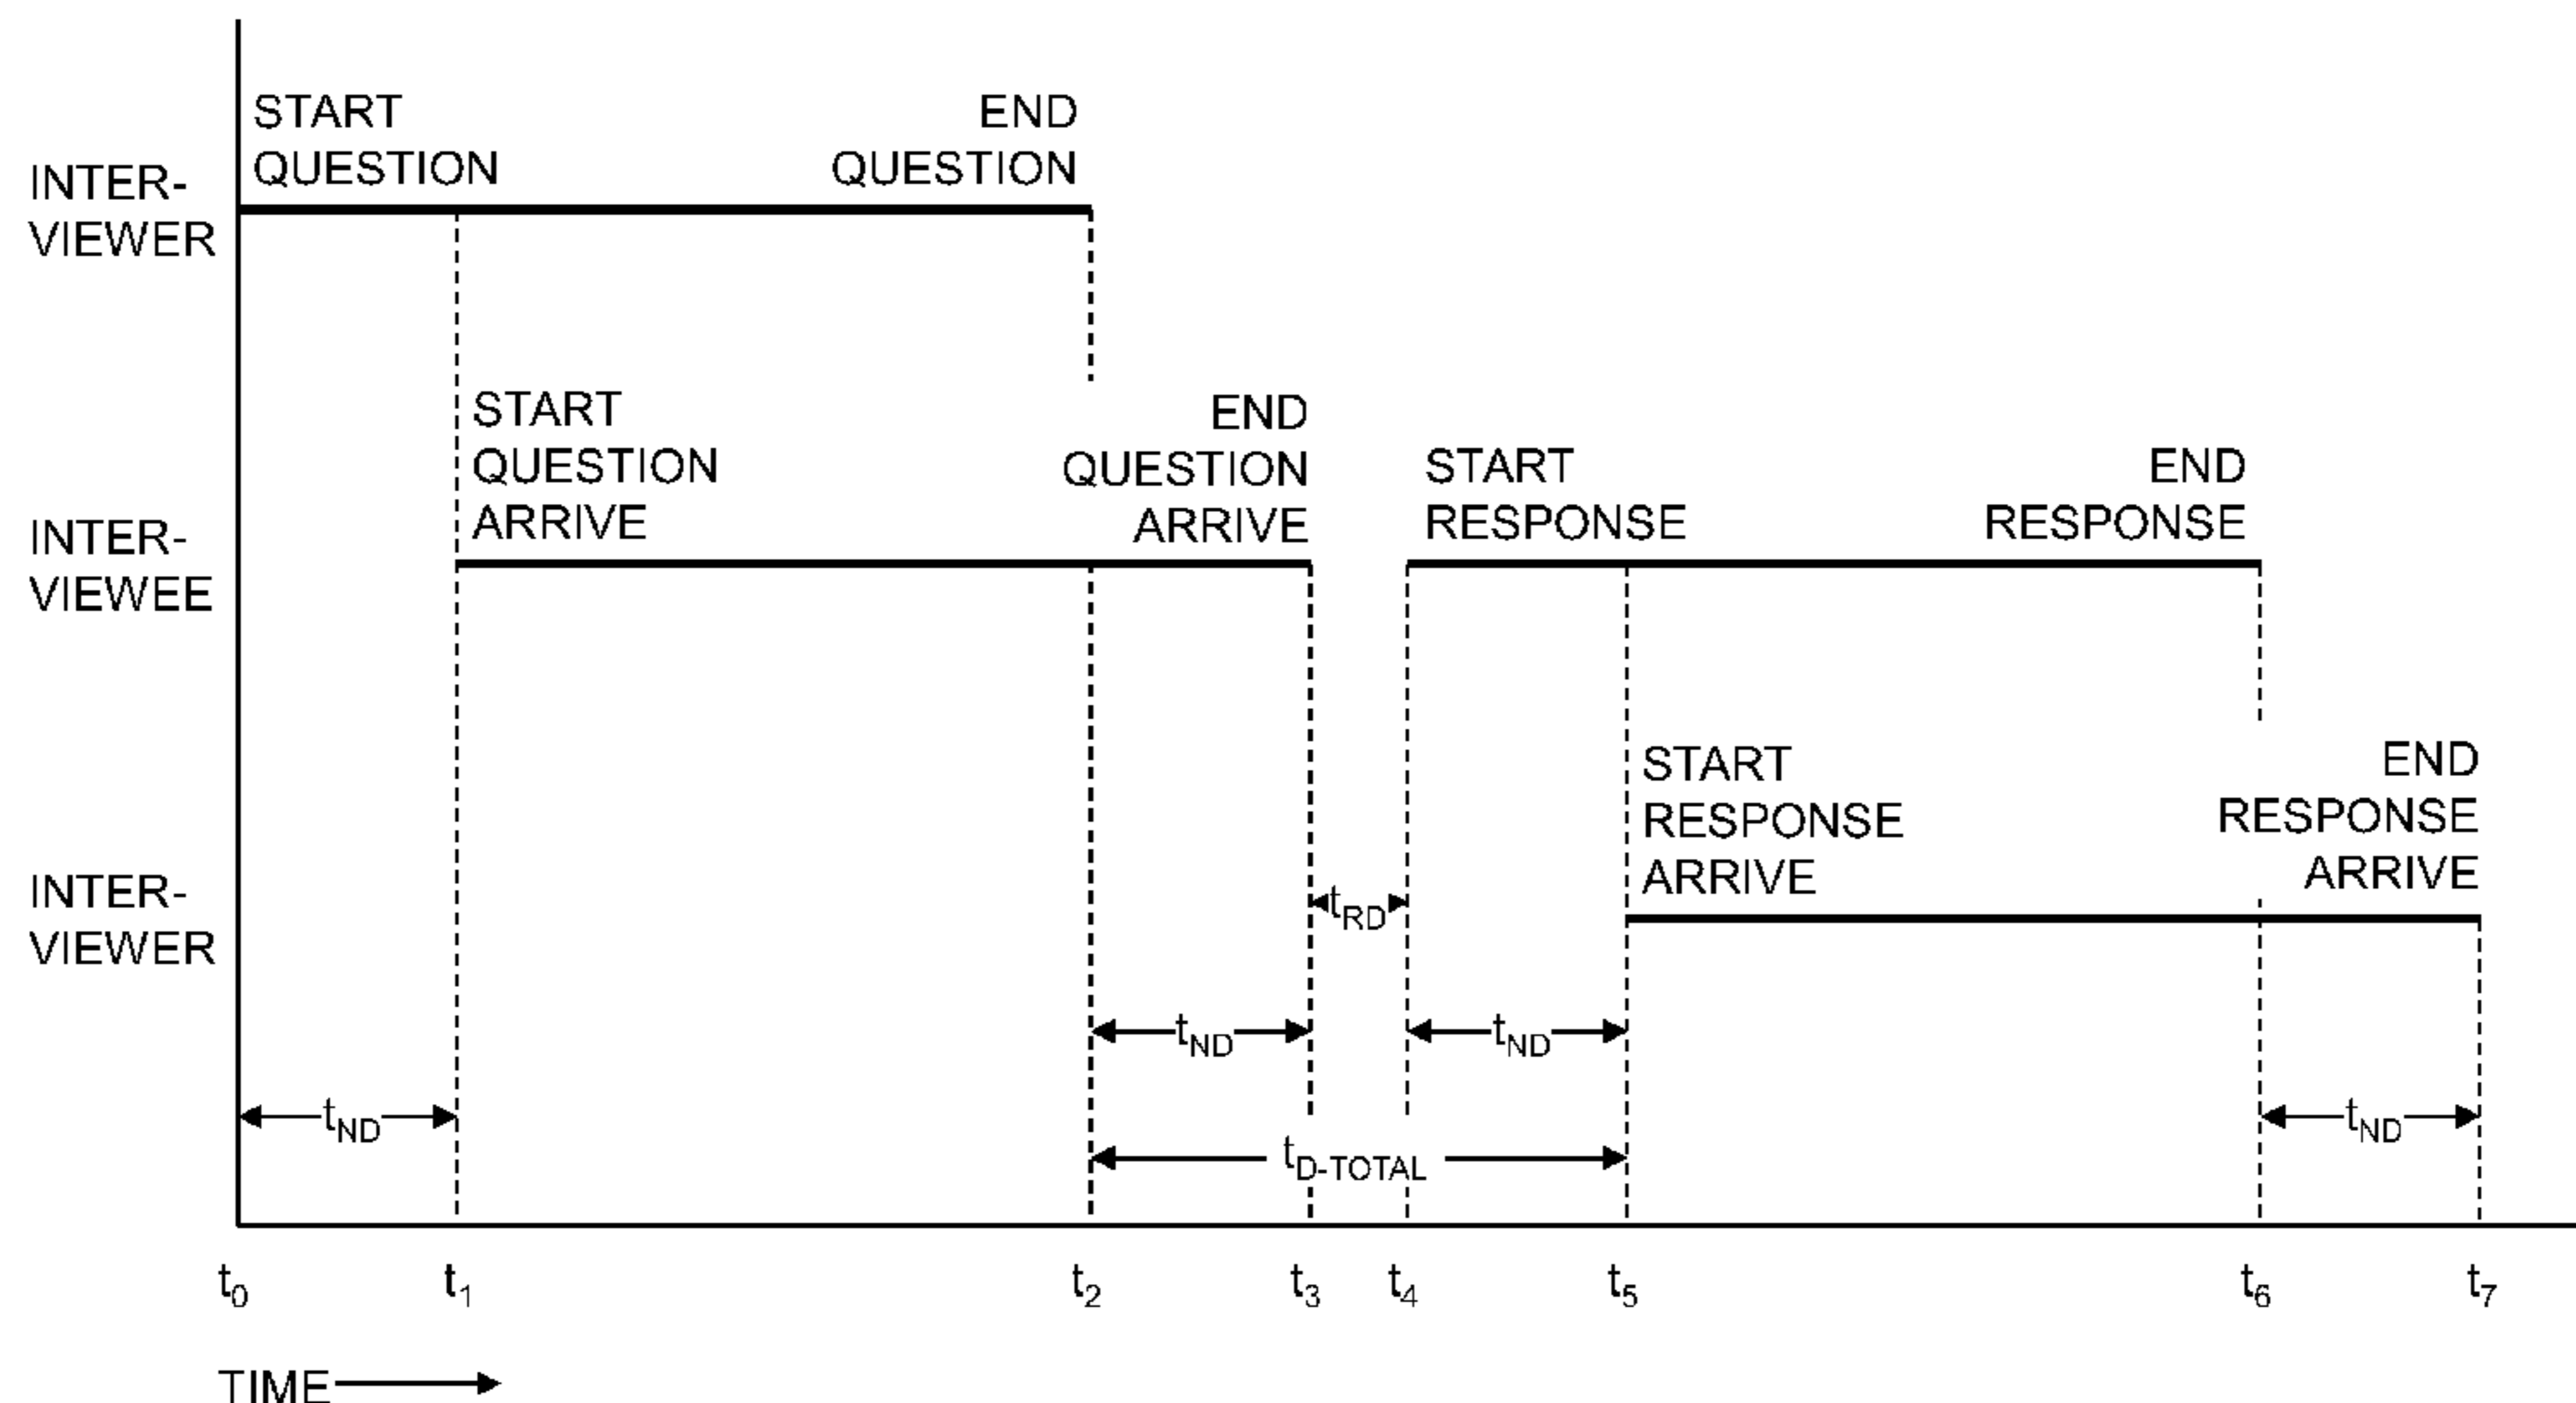 START
QUESTION
END
QUESTION
INTER-
VIEWER
START
QUESTION
ARRIVE
END
QUESTION
ARRIVE
START
RESPONSE
END
RESPONSE
INTER-
VIEWEE
START
RESPONSE
ARRIVE
END
RESPONSE
ARRIVE
INTER-
VIEWER
tRD
tND
tND
tND
tND
tD-TOTAL
t0 t1 t2 t3 t4 t5 t6 t7
TIME